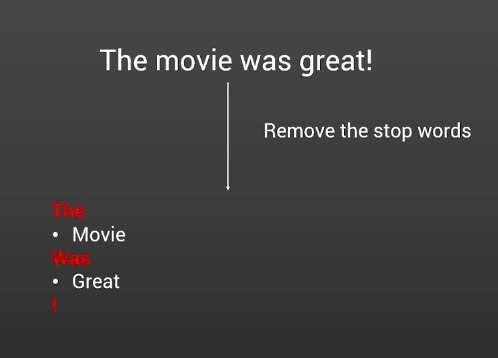 The movie was great!
Remove the stop words
The
• Movie
Was
• Great
!